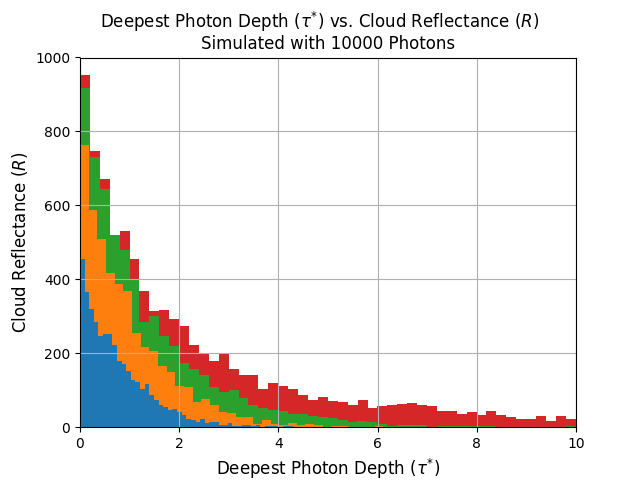 Deepest Photon Depth (τ*) vs. Cloud Reflectance (R)
Simulated with 10000 Photons
1000
800
600
400
200
0
Cloud Reflectance (R)
0 2 4 6 8 10
Deepest Photon Depth (τ*)